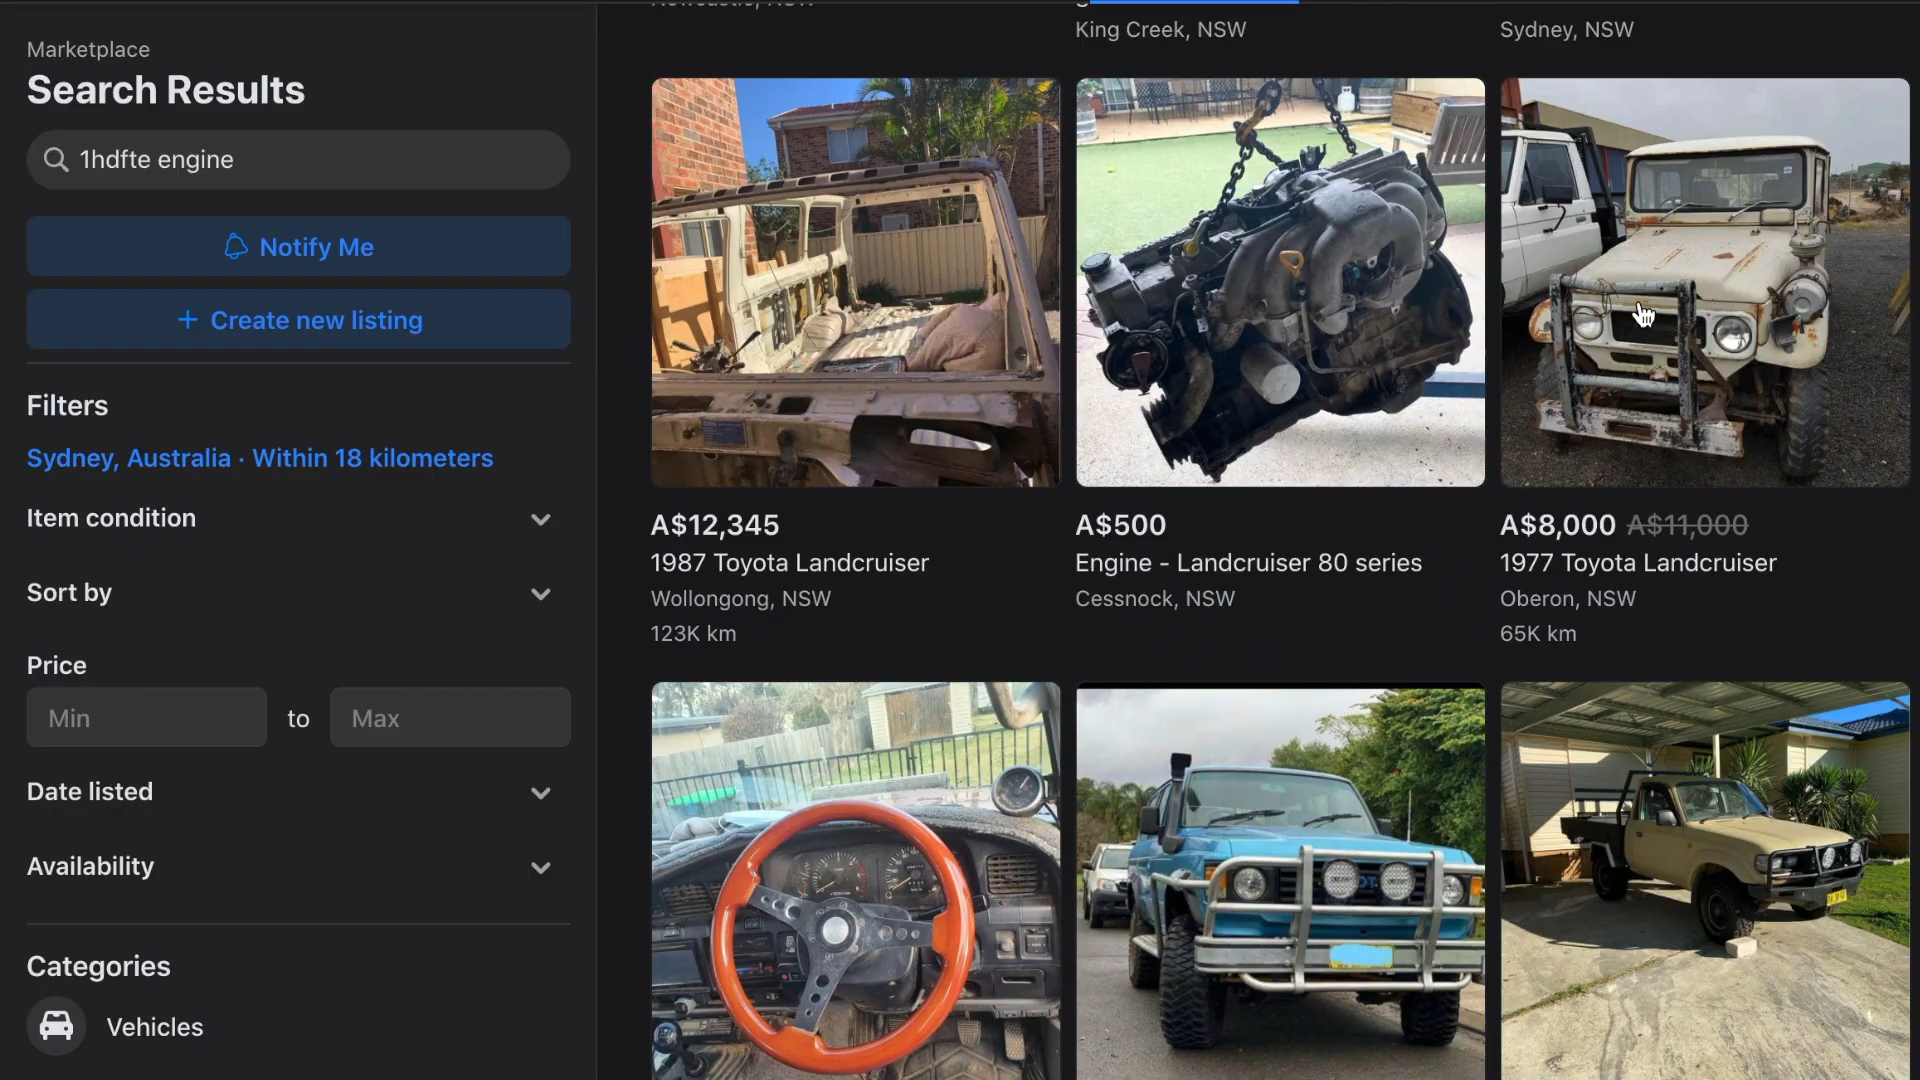 Marketplace
Search Results
1hdfte engine
Notify Me
Create new listing
Filters
Sydney, Australia · Within 18 kilometers
Item condition
Sort by
Price
Min
to
Max
Date listed
Availability
Categories
Vehicles
King Creek, NSW
Sydney, NSW
A$12,345
1987 Toyota Landcruiser
Wollongong, NSW
123K km
A$500
Engine - Landcruiser 80 series
Cessnock, NSW
A$8,000 A$11,000
1977 Toyota Landcruiser
Oberon, NSW
65K km